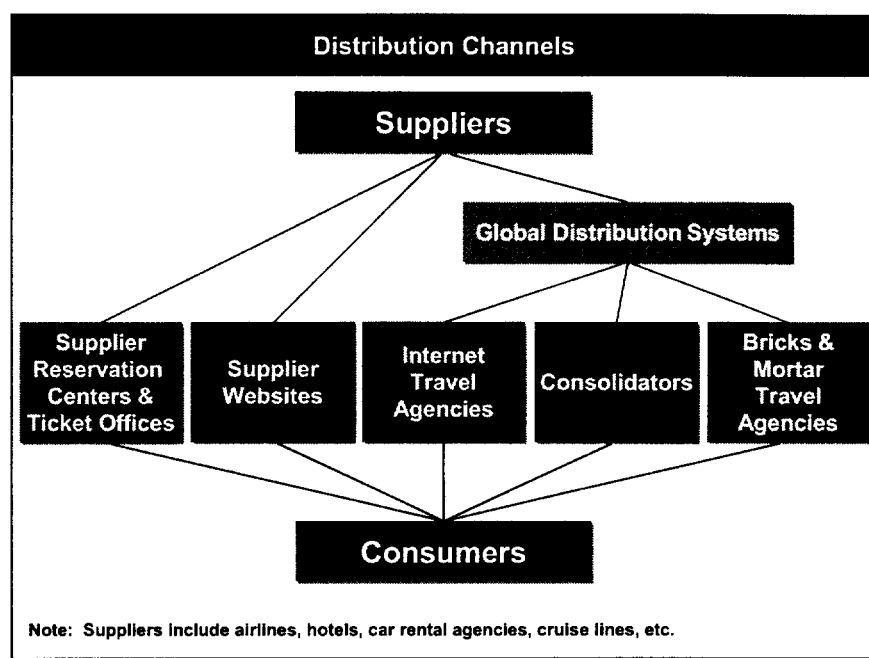 Distribution Channels
Suppliers
Global Distribution Systems
Supplier
Reservation
Centers &
Ticket Offices
Supplier
Websites
Internet
Travel
Agencies
Consolidators
Bricks &
Mortar
Travel
Agencies
Consumers
Note: Suppliers include airlines, hotels, car rental agencies, cruise lines, etc.